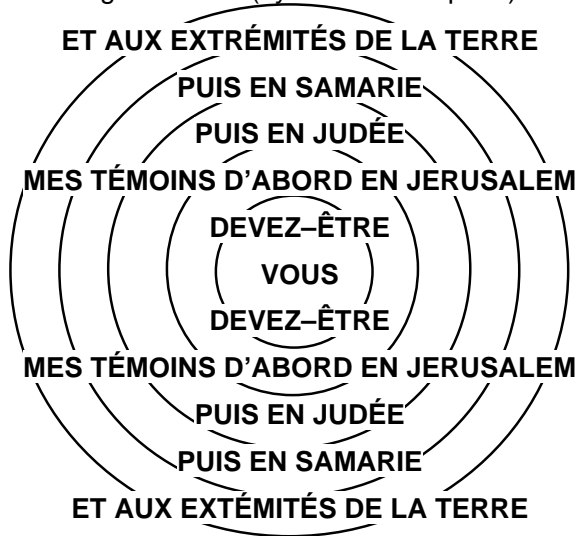 ET AUX EXTRÉMITÉS DE LA TERRE
PUIS EN SAMARIE
PUIS EN JUDÉE
MES TÉMOINS D'ABORD EN JERUSALEM
DEVEZ–ÊTRE
VOUS
DEVEZ–ÊTRE
MES TÉMOINS D'ABORD EN JERUSALEM
PUIS EN JUDÉE
PUIS EN SAMARIE
ET AUX EXTÉMITÉS DE LA TERRE